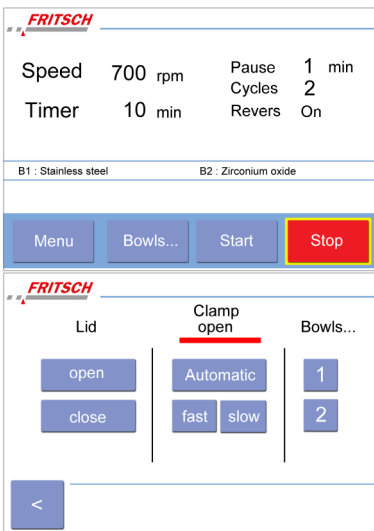 FRITSCH
Speed 700 rpm Pause 1 min
Cycles 2
Timer 10 min Revers On
B1 : Stainless steel B2 : Zirconium oxide
Menu Bowls... Start Stop
FRITSCH
Lid Clamp open Bowls...
open Automatic 1
close fast slow 2
<